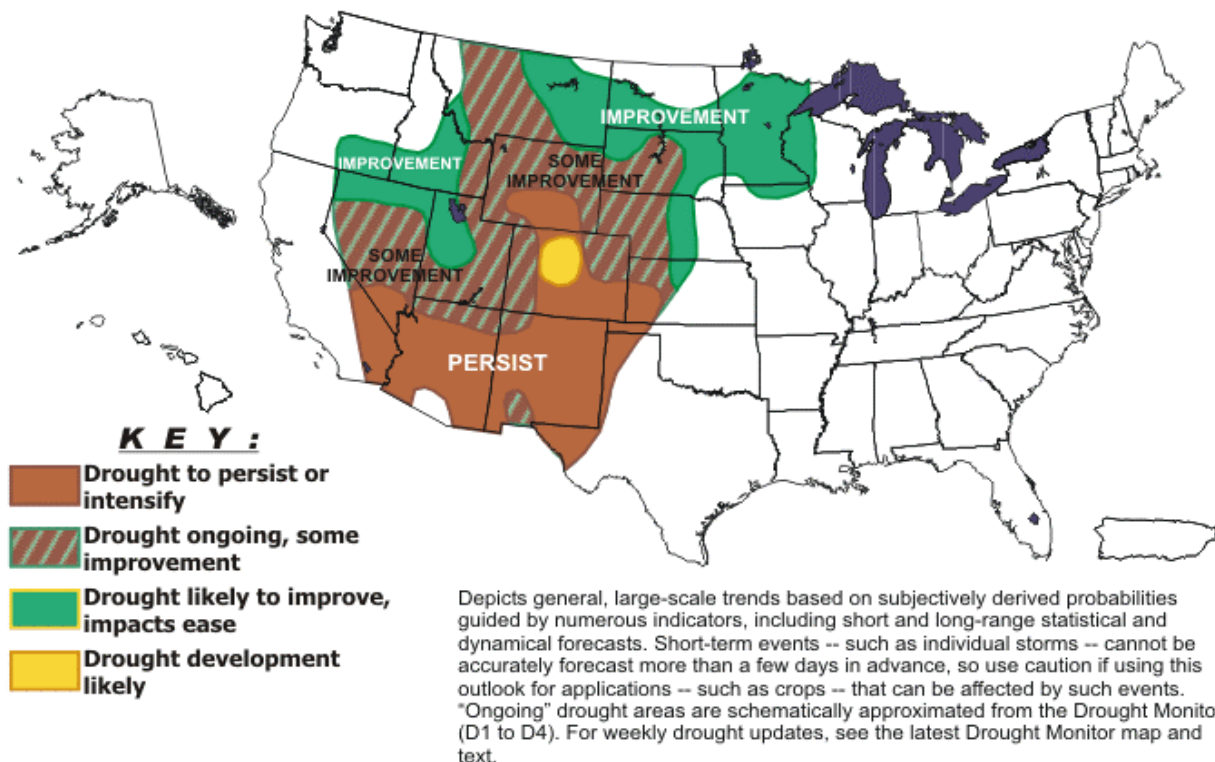 IMPROVEMENT
IMPROVEMENT
SOME
IMPROVEMENT
SOME
IMPROVEMENT
PERSIST
K E Y :
Drought to persist or
intensify
Drought ongoing, some
improvement
Drought likely to improve,
impacts ease
Drought development
likely
Depicts general, large-scale trends based on subjectively derived probabilities
guided by numerous indicators, including short and long-range statistical and
dynamical forecasts. Short-term events -- such as individual storms -- cannot be
accurately forecast more than a few days in advance, so use caution if using this
outlook for applications -- such as crops -- that can be affected by such events.
“Ongoing” drought areas are schematically approximated from the Drought Monito
(D1 to D4). For weekly drought updates, see the latest Drought Monitor map and
text.